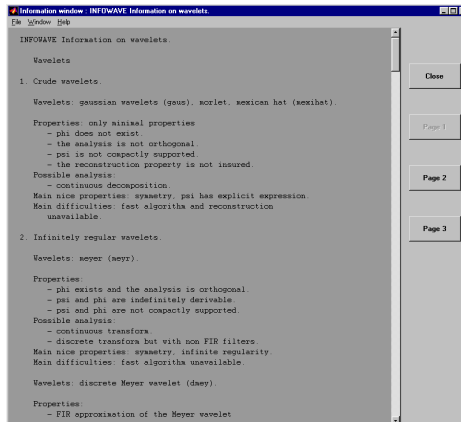 Information window : INFOWAVE Information on wavelets.
File Window Help
INFOWAVE Information on wavelets.
Wavelets
1. Crude wavelets.
Wavelets: gaussian wavelets (gaus), morlet, mexican hat (mexihat).
Properties: only minimal properties
- phi does not exist.
- the analysis is not orthogonal.
- psi is not compactly supported.
- the reconstruction property is not insured.
Possible analysis:
- continuous decomposition.
Main nice properties: symmetry, psi has explicit expression.
Main difficulties: fast algorithm and reconstruction
unavailable.
2. Infinitely regular wavelets.
Wavelets: meyer (meyr).
Properties:
- phi exists and the analysis is orthogonal.
- psi and phi are indefinitely derivable.
- psi and phi are not compactly supported.
Possible analysis:
- continuous transform.
- discrete transform but with non FIR filters.
Main nice properties: symmetry, infinite regularity.
Main difficulties: fast algorithm unavailable.
Wavelets: discrete Meyer wavelet (dmey).
Properties:
- FIR approximation of the Meyer wavelet
Close
Page 1
Page 2
Page 3